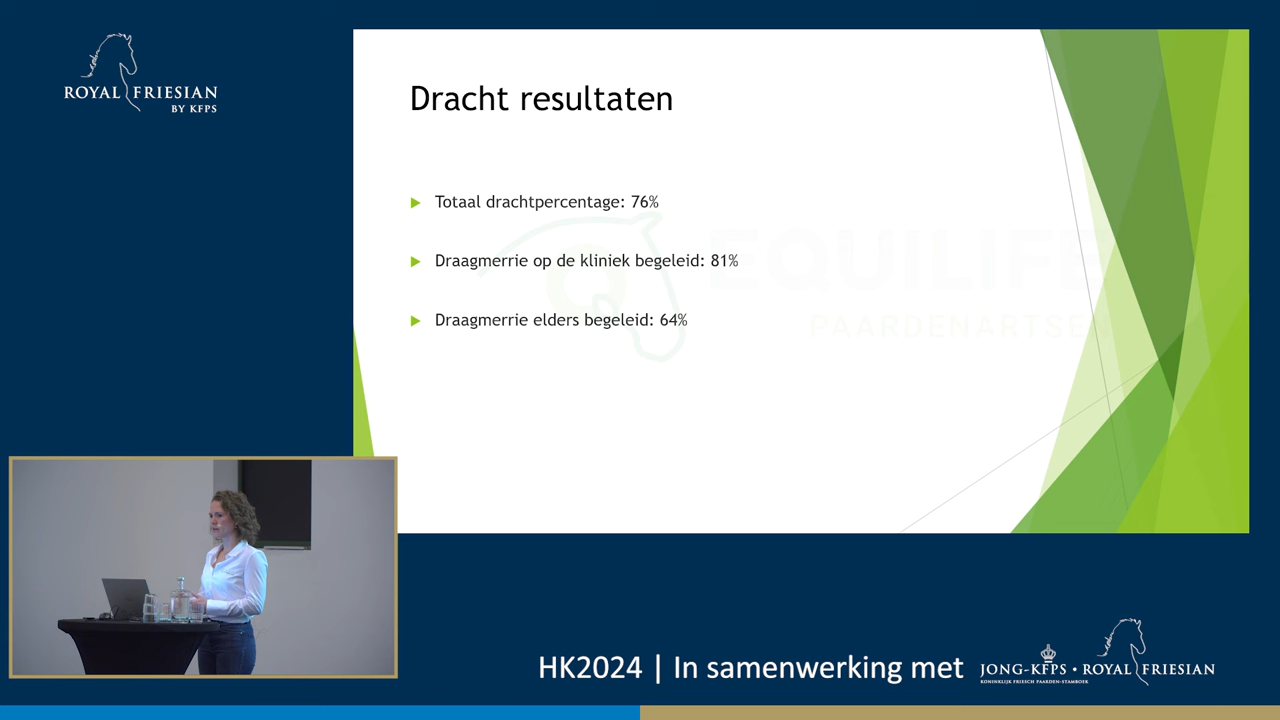 ROYAL FRIESIAN
BY KFPS
Dracht resultaten
Totaal drachtpercentage: 76%
Draagmerrie op de kliniek begeleid: 81%
Draagmerrie elders begeleid: 64%
EQUILIFE
PAARDENARTSE
HK2024 | In samenwerking met
JONG-KFPS • ROYAL FRIESIAN
KONINKLIJK FRIESCH PAARDEN-STAMBOEK